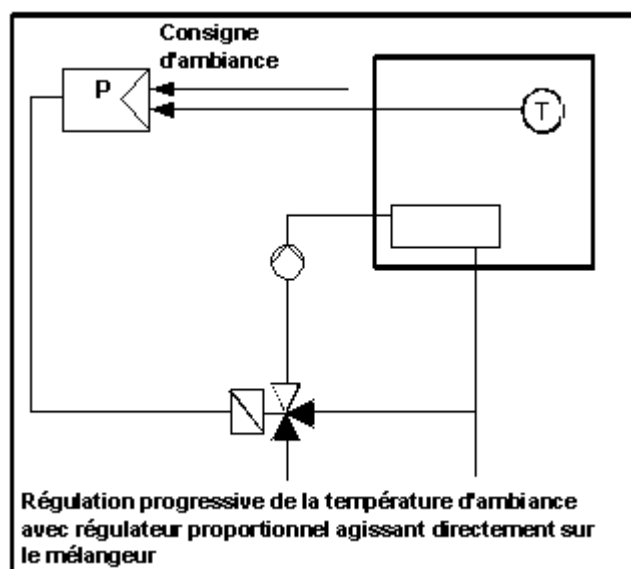 Consigne
d'ambiance
P
T
Régulation progressive de la température d'ambiance
avec régulateur proportionnel agissant directement sur
le mélangeur